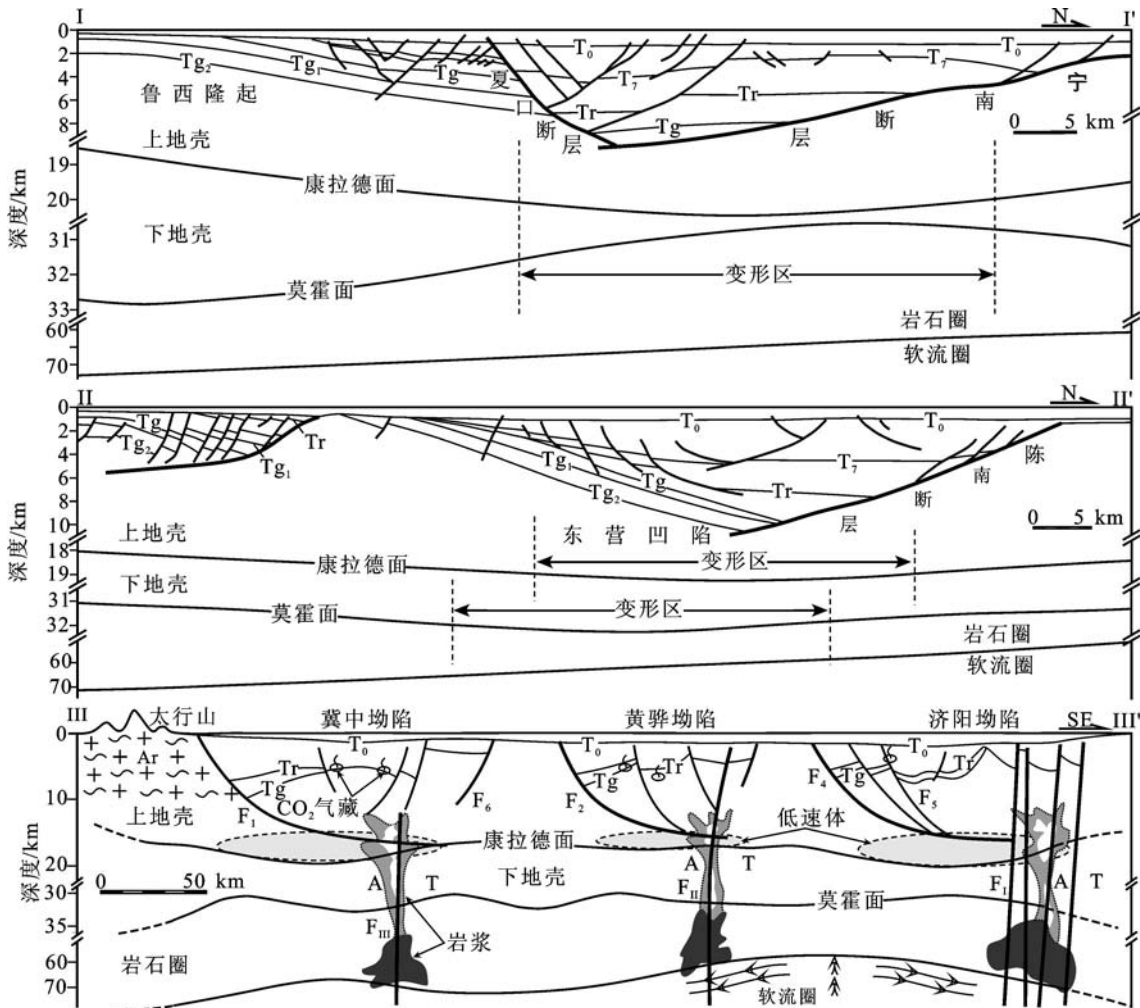 I N I'
0 T₀ T₀
2 Tg₂ Tg₁ Tg 夏 T₇ T₇
4 宁
6 鲁西隆起 口 Tr Tr 南
8 断 层 Tg 层 断 0 5 km
上地壳
19
20 康拉德面
深度/km
下地壳
31
32 变形区
33 莫霍面
60 岩石圈
70 软流圈
II N II'
0 Tg T₀ T₀
2 Tg₂ Tr 陈
4 Tg₁ Tg₁ Tg T₇ 南
6 断
8 Tg₂ Tr 层
10 东营凹陷 0 5 km
上地壳
18 变形区
19 康拉德面
深度/km
下地壳
31 变形区
32 莫霍面
60 岩石圈
70 软流圈
III 太行山 冀中坳陷 黄骅坳陷 济阳坳陷 SE III'
0 T₀ T₀ T₀
Ar Tr Tg Tg Tr F₄ Tg Tr
10 CO₂气藏 F₆ F₅
上地壳 F₁ F₂ 低速体
康拉德面
20
0 50 km A T 下地壳 A T A T
深度/km
30 FⅡ FⅠ 莫霍面
35 FⅢ 岩浆
60 岩石圈
70 软流圈